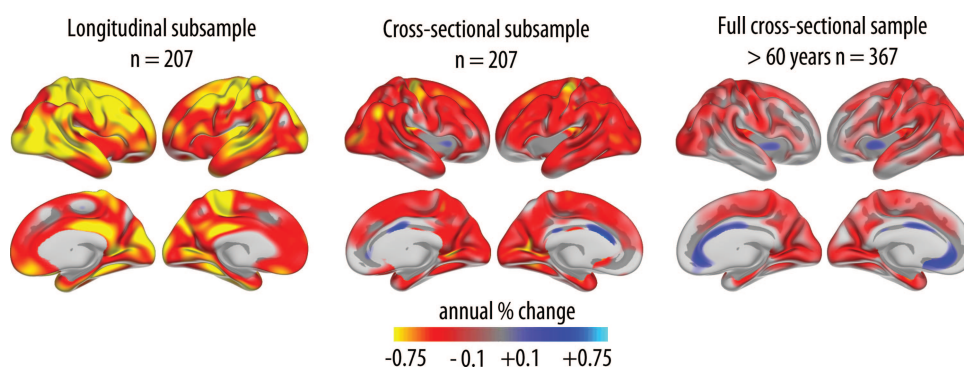 Longitudinal subsample
n = 207
Cross-sectional subsample
n = 207
Full cross-sectional sample
> 60 years n = 367
annual % change
-0.75 -0.1 +0.1 +0.75